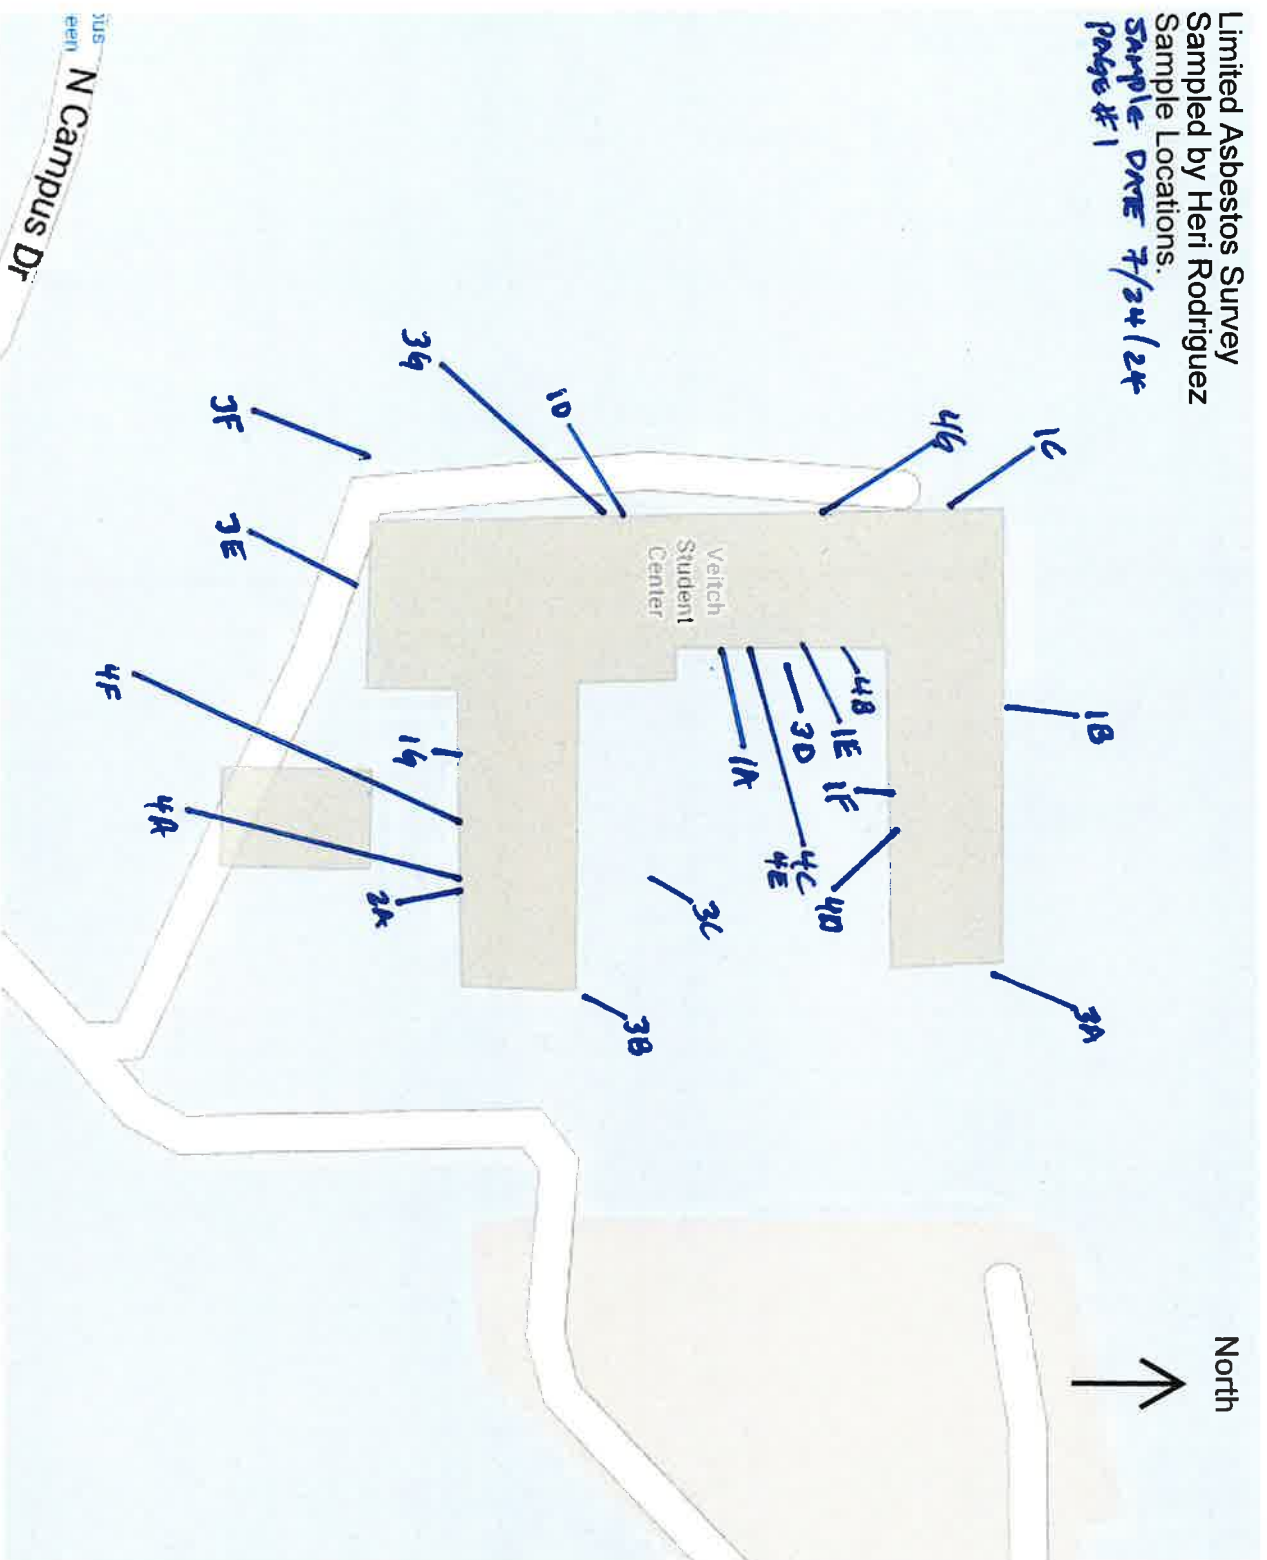 Limited Asbestos Survey
Sampled by Heri Rodriguez
Sample Locations.
SAMPLE DATE 7/24/24
PAGE #1
North
1B
3A
1C
4G
4B
1E
1F
4D
3D
4C
4E
1A
Veitch
Student
Center
3C
3B
1D
3G
1G
2A
3F
3E
4A
4F
een
N Campus Dr